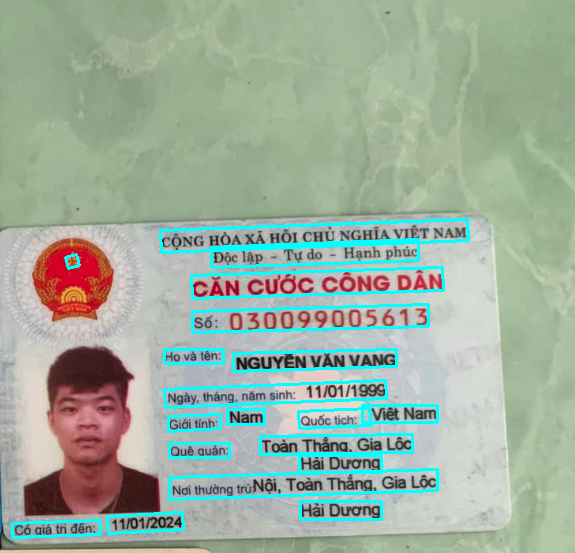 CỘNG HÒA XÃ HỘI CHỦ NGHĨA VIỆT NAM
Độc lập - Tự do - Hạnh phúc
CĂN CƯỚC CÔNG DÂN
Số: 030099005613
Họ và tên: NGUYỄN VĂN VANG
Ngày, tháng, năm sinh: 11/01/1999
Giới tính: Nam Quốc tịch: Việt Nam
Quê quán: Toàn Thắng, Gia Lộc
Hải Dương
Nơi thường trú: Nội, Toàn Thắng, Gia Lộc
Hải Dương
Có giá trị đến: 11/01/2024